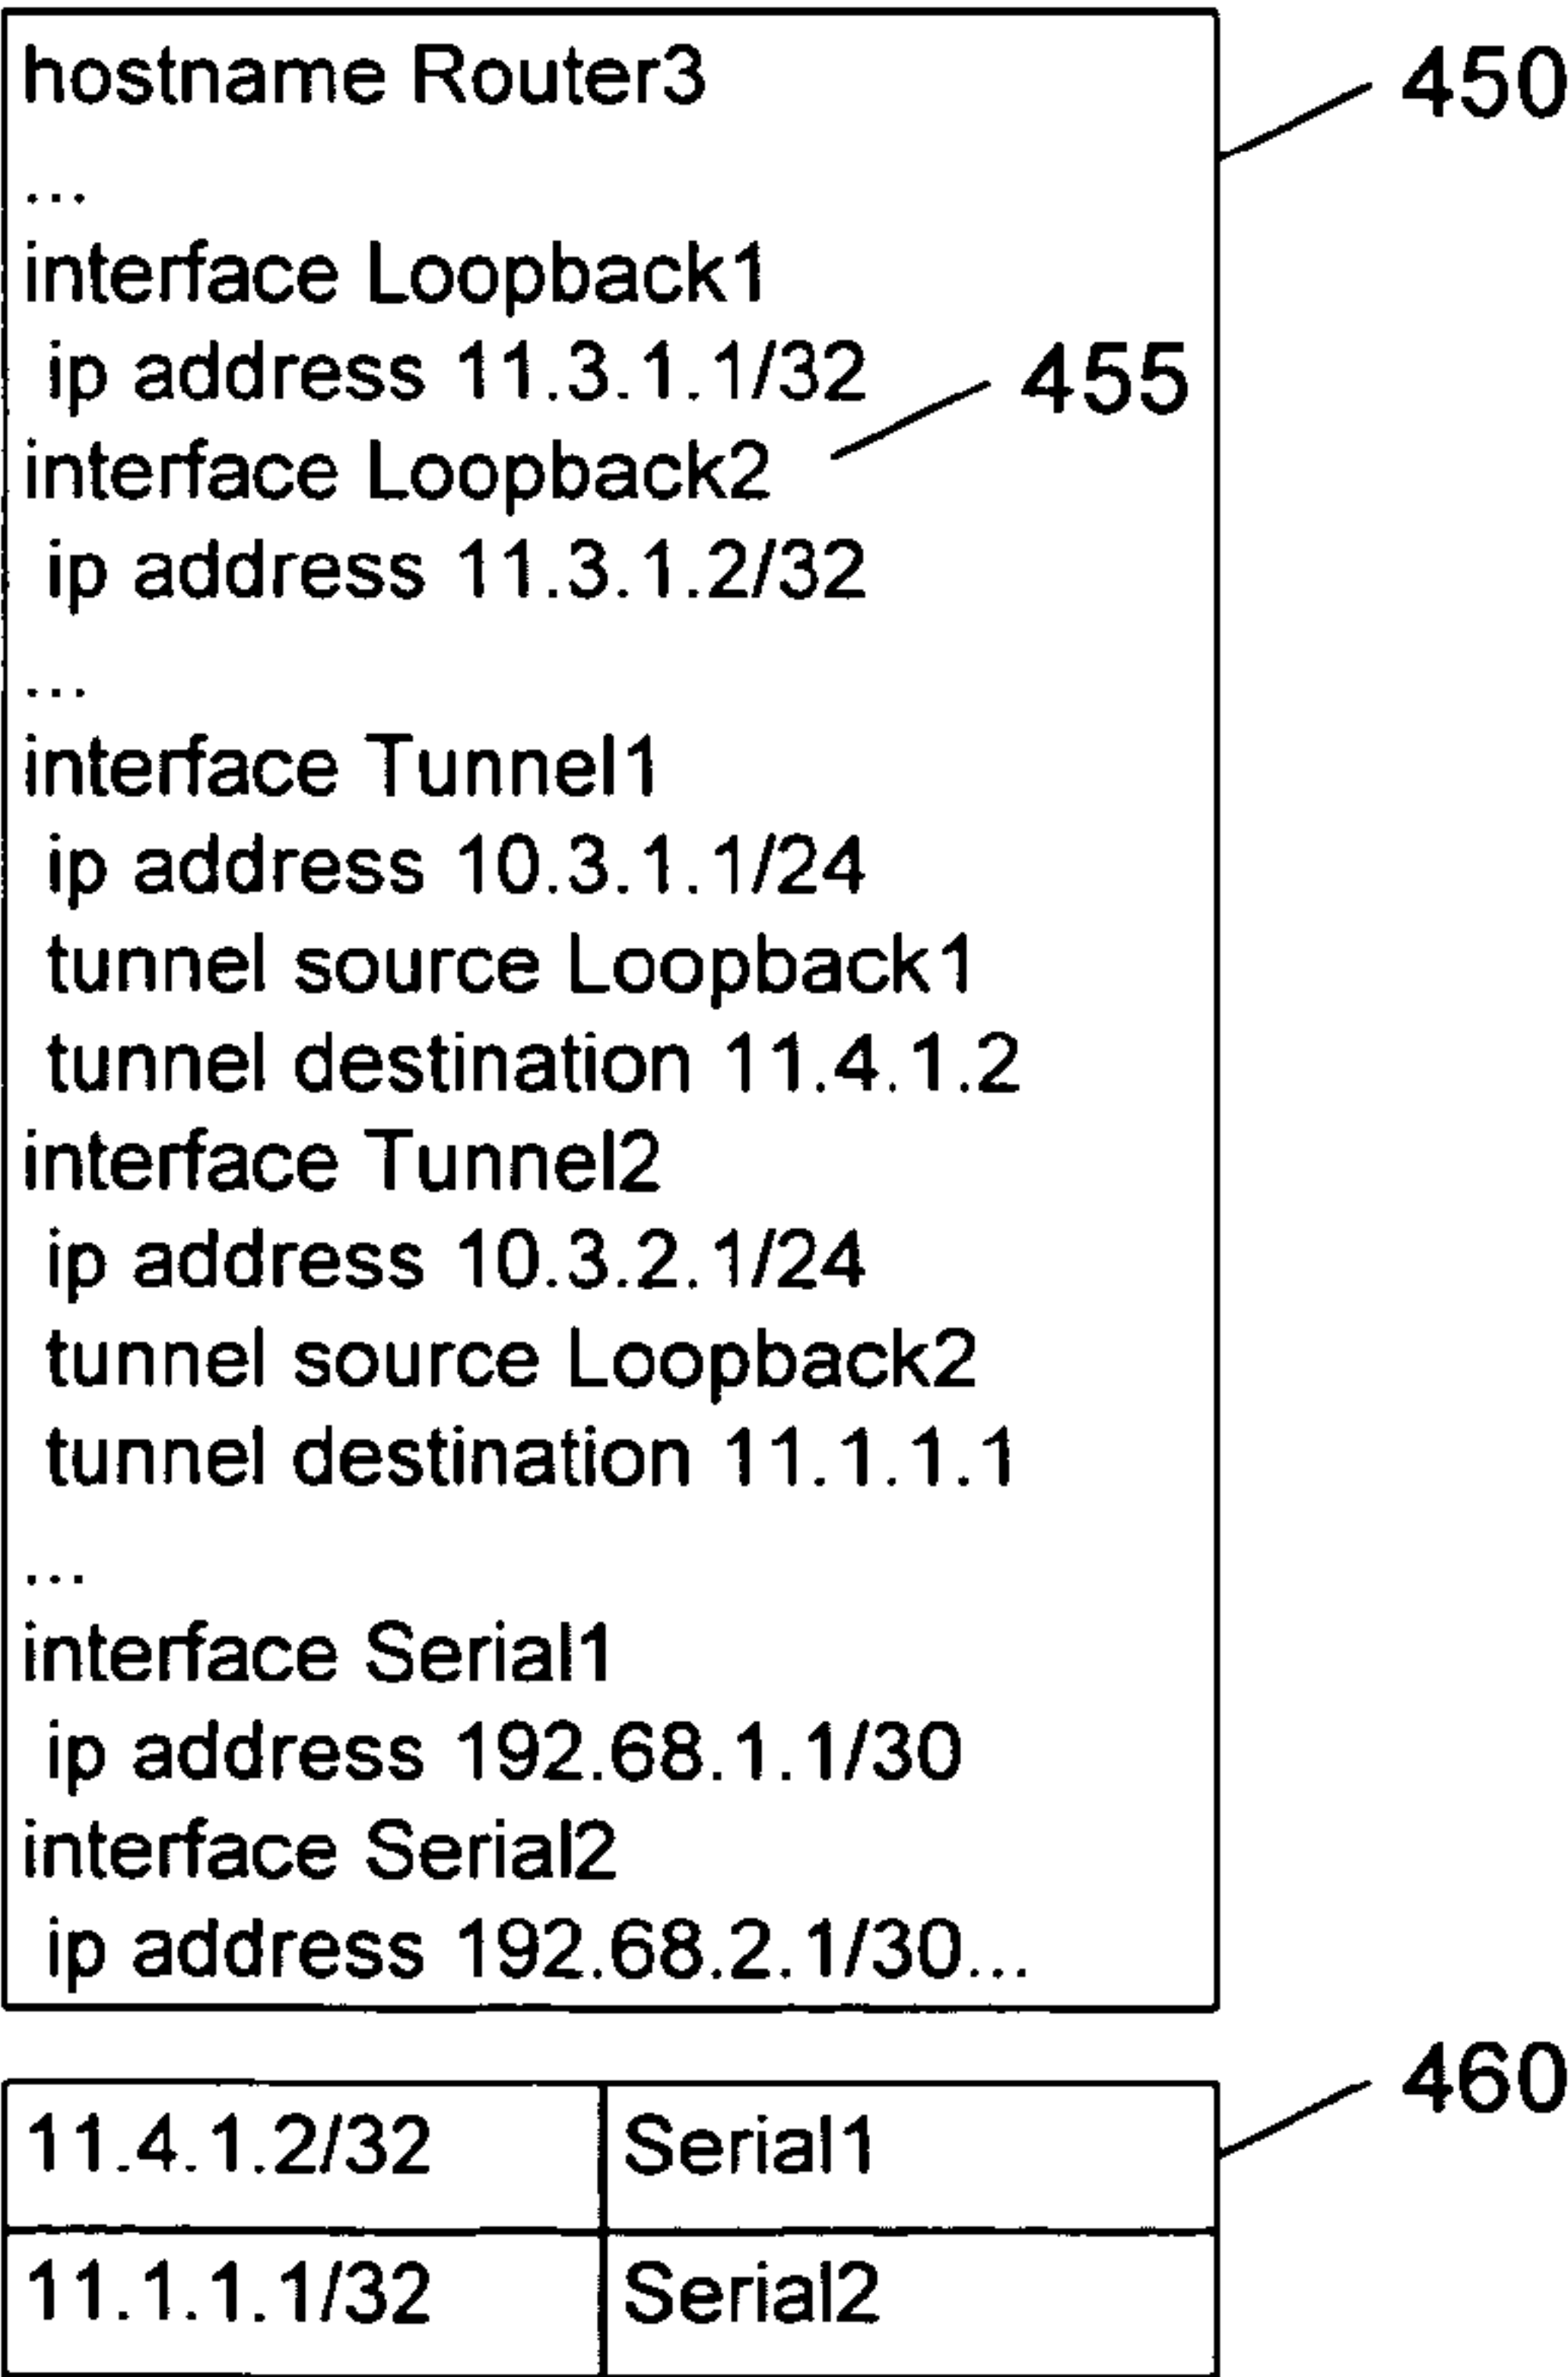 hostname Router3
450
...
interface Loopback1
ip address 11.3.1.1/32
455
interface Loopback2
ip address 11.3.1.2/32
...
interface Tunnel1
ip address 10.3.1.1/24
tunnel source Loopback1
tunnel destination 11.4.1.2
interface Tunnel2
ip address 10.3.2.1/24
tunnel source Loopback2
tunnel destination 11.1.1.1
...
interface Serial1
ip address 192.68.1.1/30
interface Serial2
ip address 192.68.2.1/30...
460
11.4.1.2/32 Serial1
11.1.1.1/32 Serial2